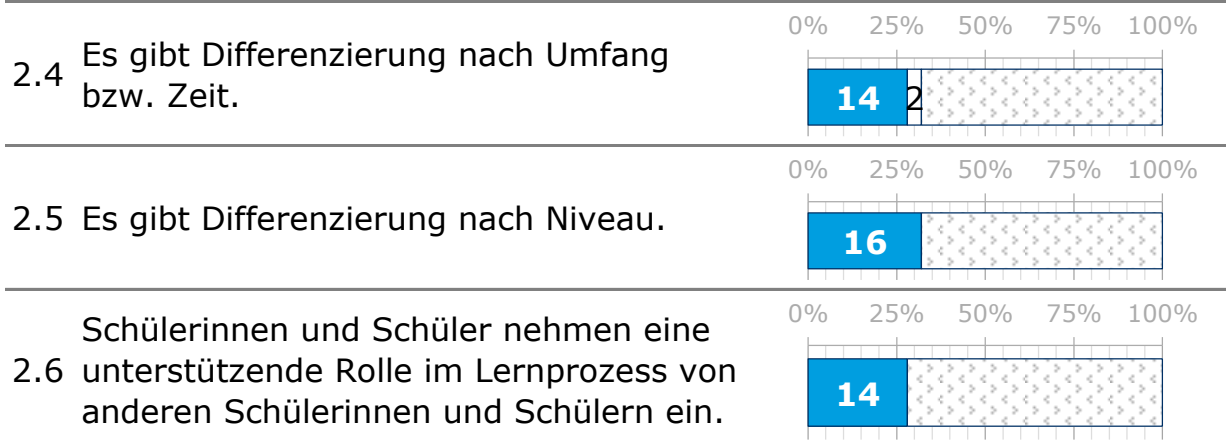 0% 25% 50% 75% 100%
2.4 Es gibt Differenzierung nach Umfang
bzw. Zeit.
14 2
0% 25% 50% 75% 100%
2.5 Es gibt Differenzierung nach Niveau.
16
0% 25% 50% 75% 100%
Schülerinnen und Schüler nehmen eine
2.6 unterstützende Rolle im Lernprozess von
anderen Schülerinnen und Schülern ein.
14